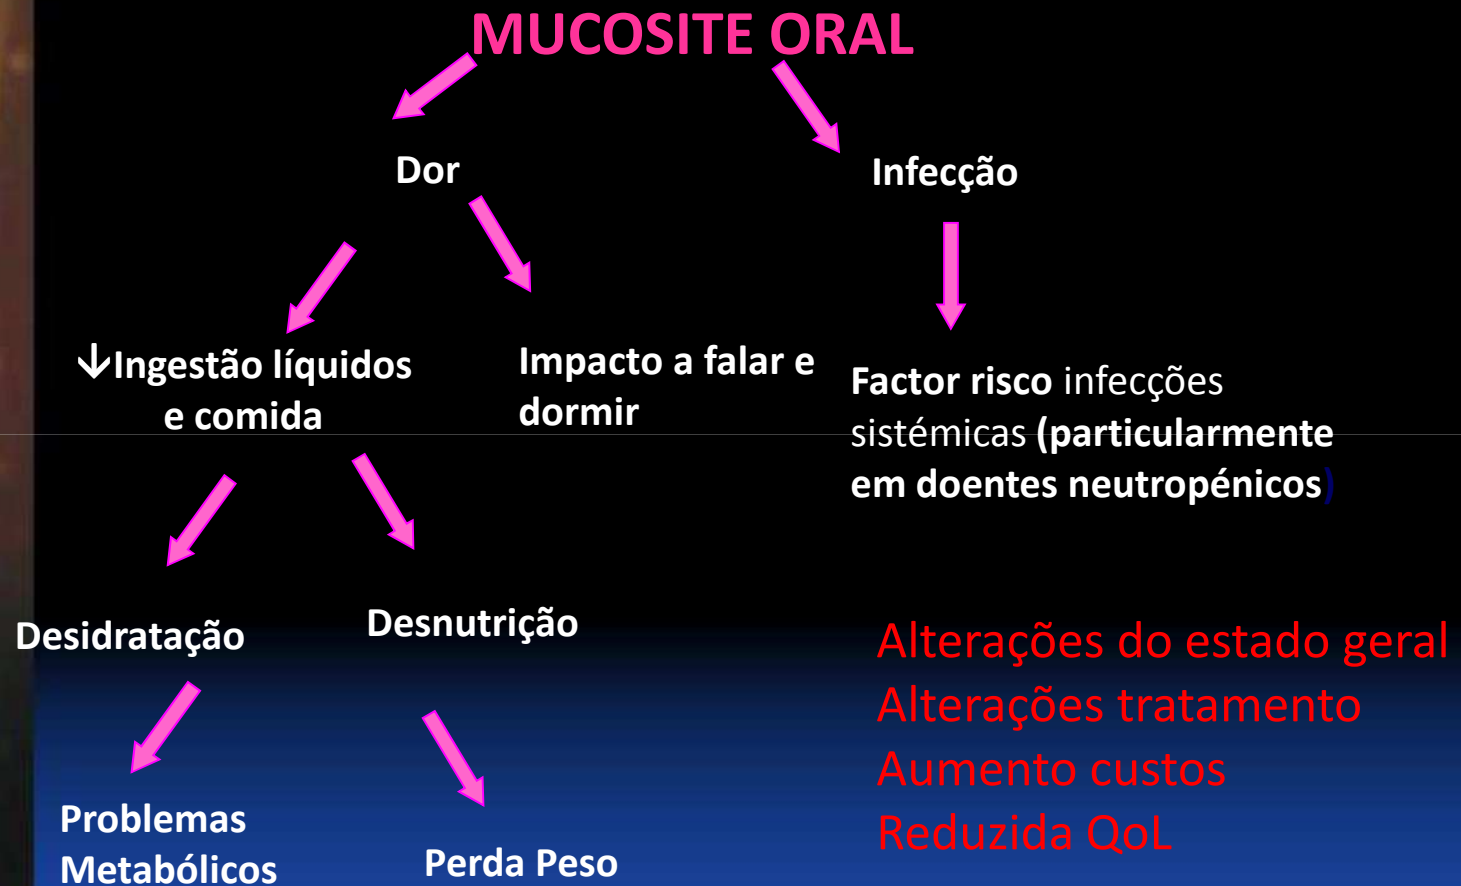 MUCOSITE ORAL
Dor
Infecção
↓Ingestão líquidos
e comida
Impacto a falar e
dormir
Factor risco infecções
sistémicas (particularmente
em doentes neutropénicos)
Desidratação
Desnutrição
Problemas
Metabólicos
Perda Peso
Alterações do estado geral
Alterações tratamento
Aumento custos
Reduzida QoL